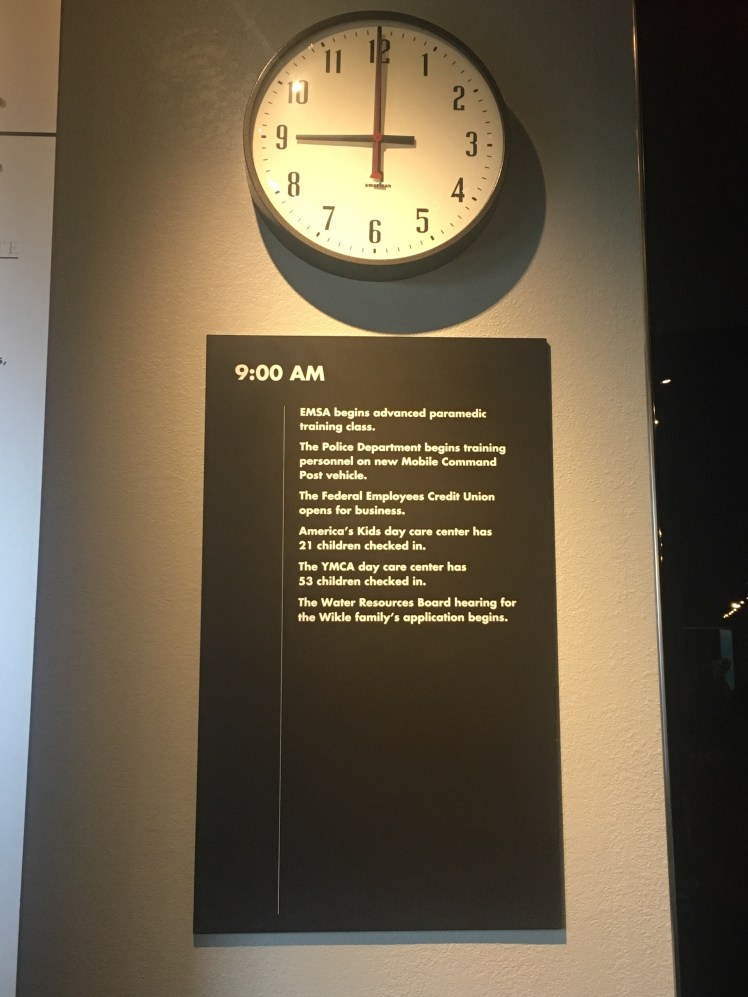 12
11
1
10
2
9
3
8
4
7
5
6
TE
s,
9:00 AM
EMSA begins advanced paramedic
training class.
The Police Department begins training
personnel on new Mobile Command
Post vehicle.
The Federal Employees Credit Union
opens for business.
America's Kids day care center has
21 children checked in.
The YMCA day care center has
53 children checked in.
The Water Resources Board hearing for
the Wikle family's application begins.